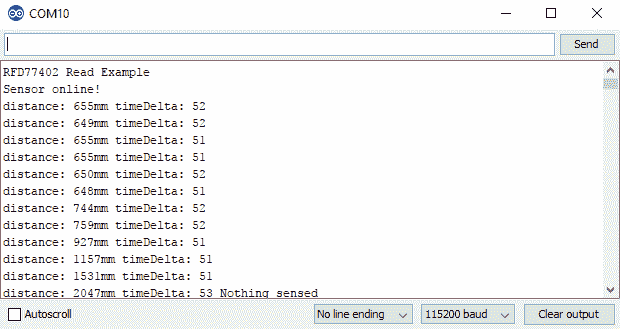 COM10
Send
RFD77402 Read Example
Sensor online!
distance: 655mm timeDelta: 52
distance: 649mm timeDelta: 52
distance: 655mm timeDelta: 51
distance: 655mm timeDelta: 51
distance: 650mm timeDelta: 52
distance: 648mm timeDelta: 51
distance: 744mm timeDelta: 52
distance: 759mm timeDelta: 52
distance: 927mm timeDelta: 51
distance: 1157mm timeDelta: 51
distance: 1531mm timeDelta: 51
distance: 2047mm timeDelta: 53 Nothing sensed
Autoscroll No line ending 115200 baud Clear output